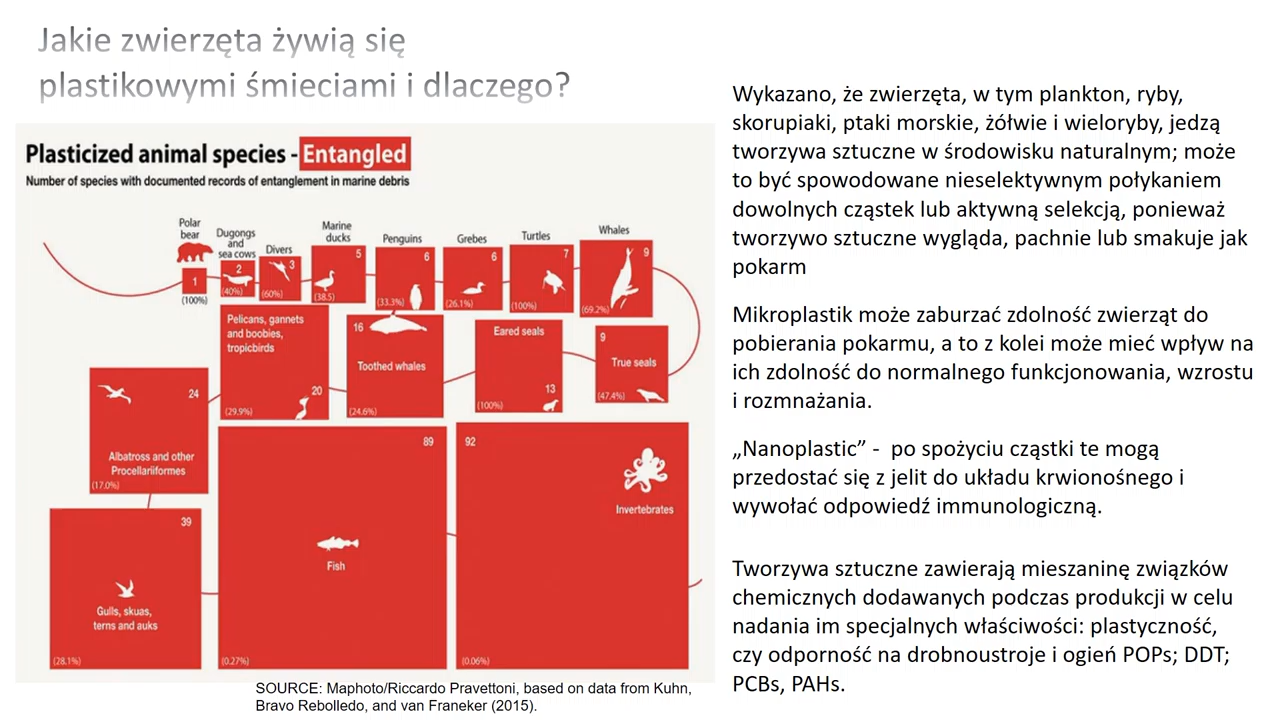 Jakie zwierzęta żywią się
plastikowymi śmieciami i dlaczego?
Plasticized animal species - Entangled
Number of species with documented records of entanglement in marine debris
Polar
bear
1
(100%)
Dugongs
and
sea cows
2
(40%)
Divers
3
(60%)
Marine
ducks
5
(38.5)
Penguins
6
(33.3%)
Grebes
6
(26.1%)
Turtles
7
(100%)
Whales
9
(69.2%)
Pelicans, gannets
and boobies,
tropicbirds
20
(29.9%)
16
Toothed whales
(24.6%)
Eared seals
13
(100%)
9
True seals
(47.4%)
24
Albatross and other
Procellariiformes
(17.0%)
39
Gulls, skuas,
terns and auks
(28.1%)
89
Fish
(0.27%)
92
Invertebrates
(0.06%)
SOURCE: Maphoto/Riccardo Pravettoni, based on data from Kuhn,
Bravo Rebolledo, and van Franeker (2015).
Wykazano, że zwierzęta, w tym plankton, ryby,
skorupiaki, ptaki morskie, żółwie i wieloryby, jedzą
tworzywa sztuczne w środowisku naturalnym; może
to być spowodowane nieselektywnym połykaniem
dowolnych cząstek lub aktywną selekcją, ponieważ
tworzywo sztuczne wygląda, pachnie lub smakuje jak
pokarm
Mikroplastik może zaburzać zdolność zwierząt do
pobierania pokarmu, a to z kolei może mieć wpływ na
ich zdolność do normalnego funkcjonowania, wzrostu
i rozmnażania.
„Nanoplastic” - po spożyciu cząstki te mogą
przedostać się z jelit do układu krwionośnego i
wywołać odpowiedź immunologiczną.
Tworzywa sztuczne zawierają mieszaninę związków
chemicznych dodawanych podczas produkcji w celu
nadania im specjalnych właściwości: plastyczność,
czy odporność na drobnoustroje i ogień POPs; DDT;
PCBs, PAHs.